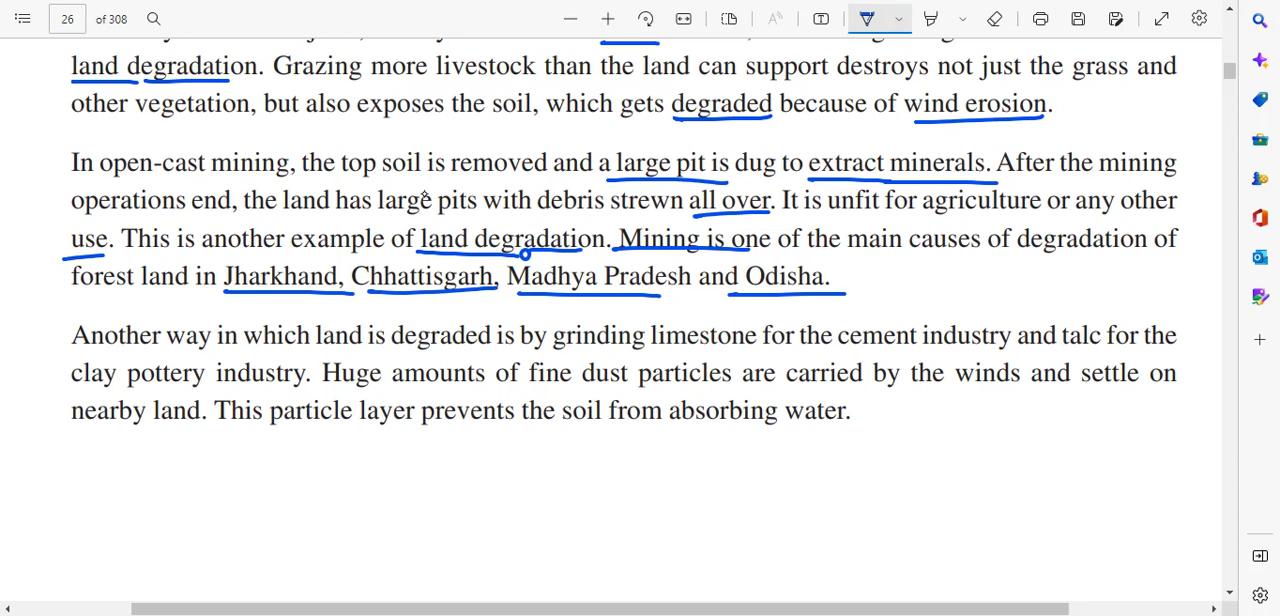 26 of 308
land degradation. Grazing more livestock than the land can support destroys not just the grass and
other vegetation, but also exposes the soil, which gets degraded because of wind erosion.
In open-cast mining, the top soil is removed and a large pit is dug to extract minerals. After the mining
operations end, the land has large pits with debris strewn all over. It is unfit for agriculture or any other
use. This is another example of land degradation. Mining is one of the main causes of degradation of
forest land in Jharkhand, Chhattisgarh, Madhya Pradesh and Odisha.
Another way in which land is degraded is by grinding limestone for the cement industry and talc for the
clay pottery industry. Huge amounts of fine dust particles are carried by the winds and settle on
nearby land. This particle layer prevents the soil from absorbing water.